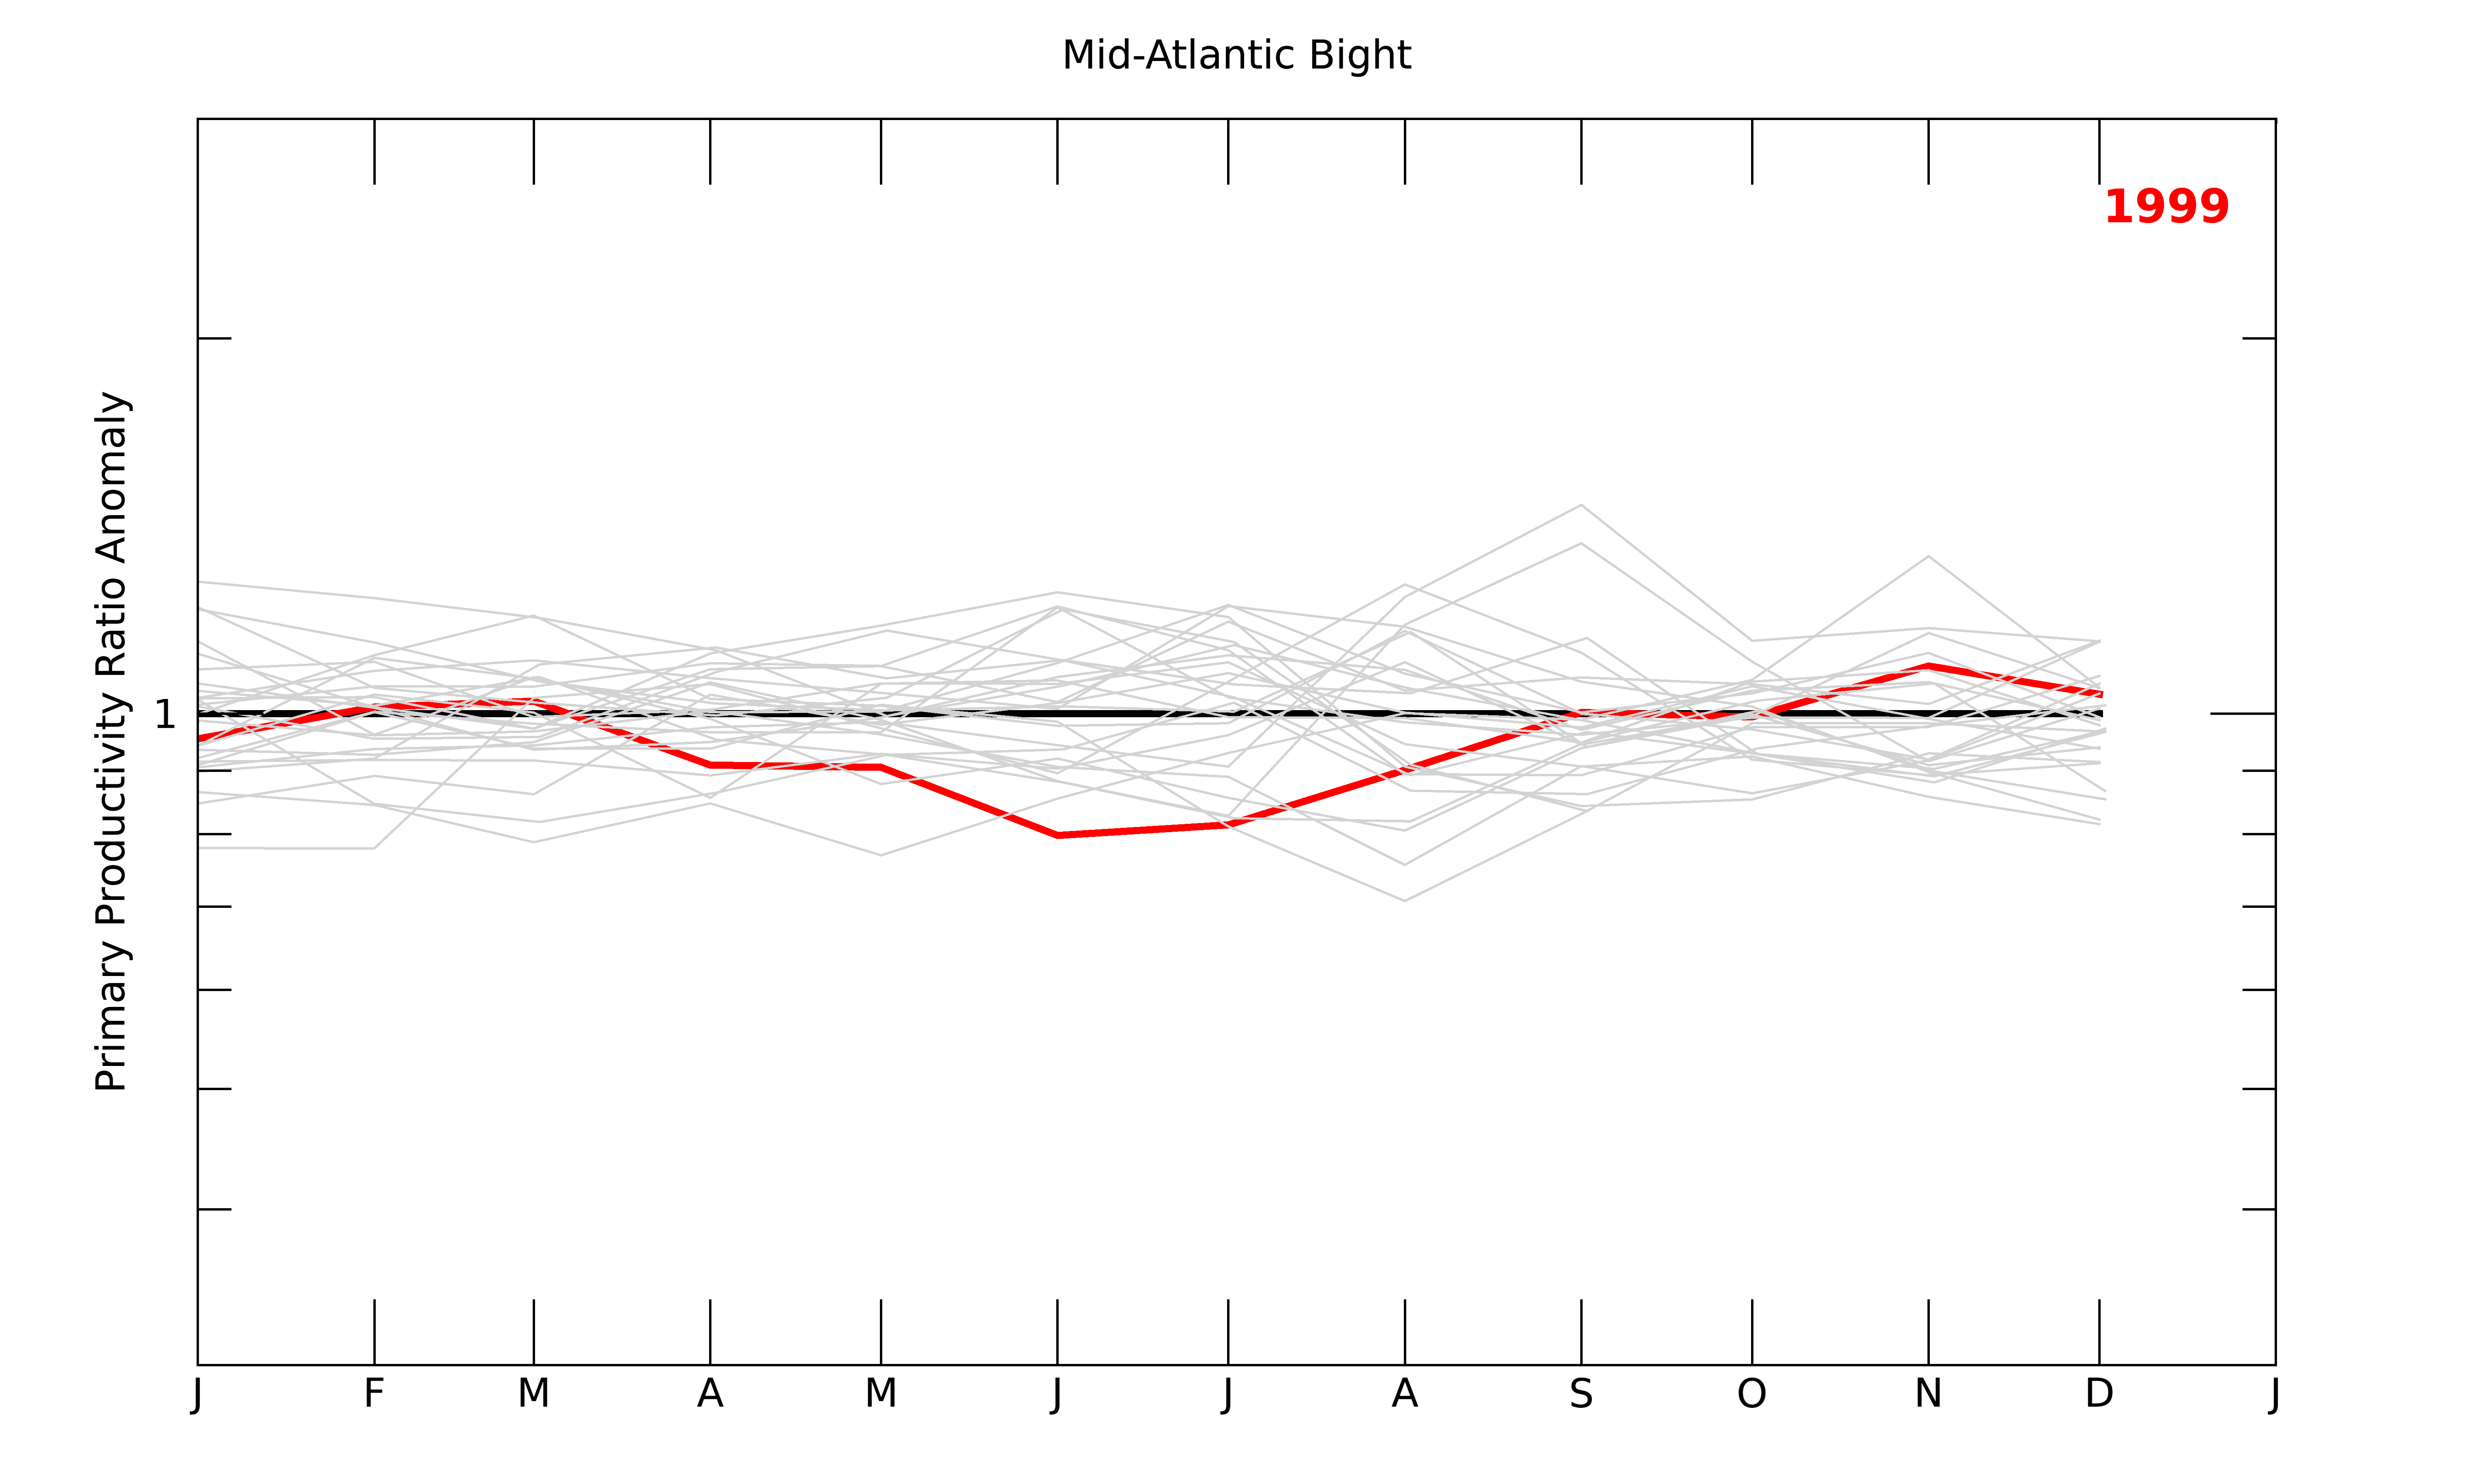 Mid-Atlantic Bight
1999
Primary Productivity Ratio Anomaly
1
J F M A M J J A S O N D J